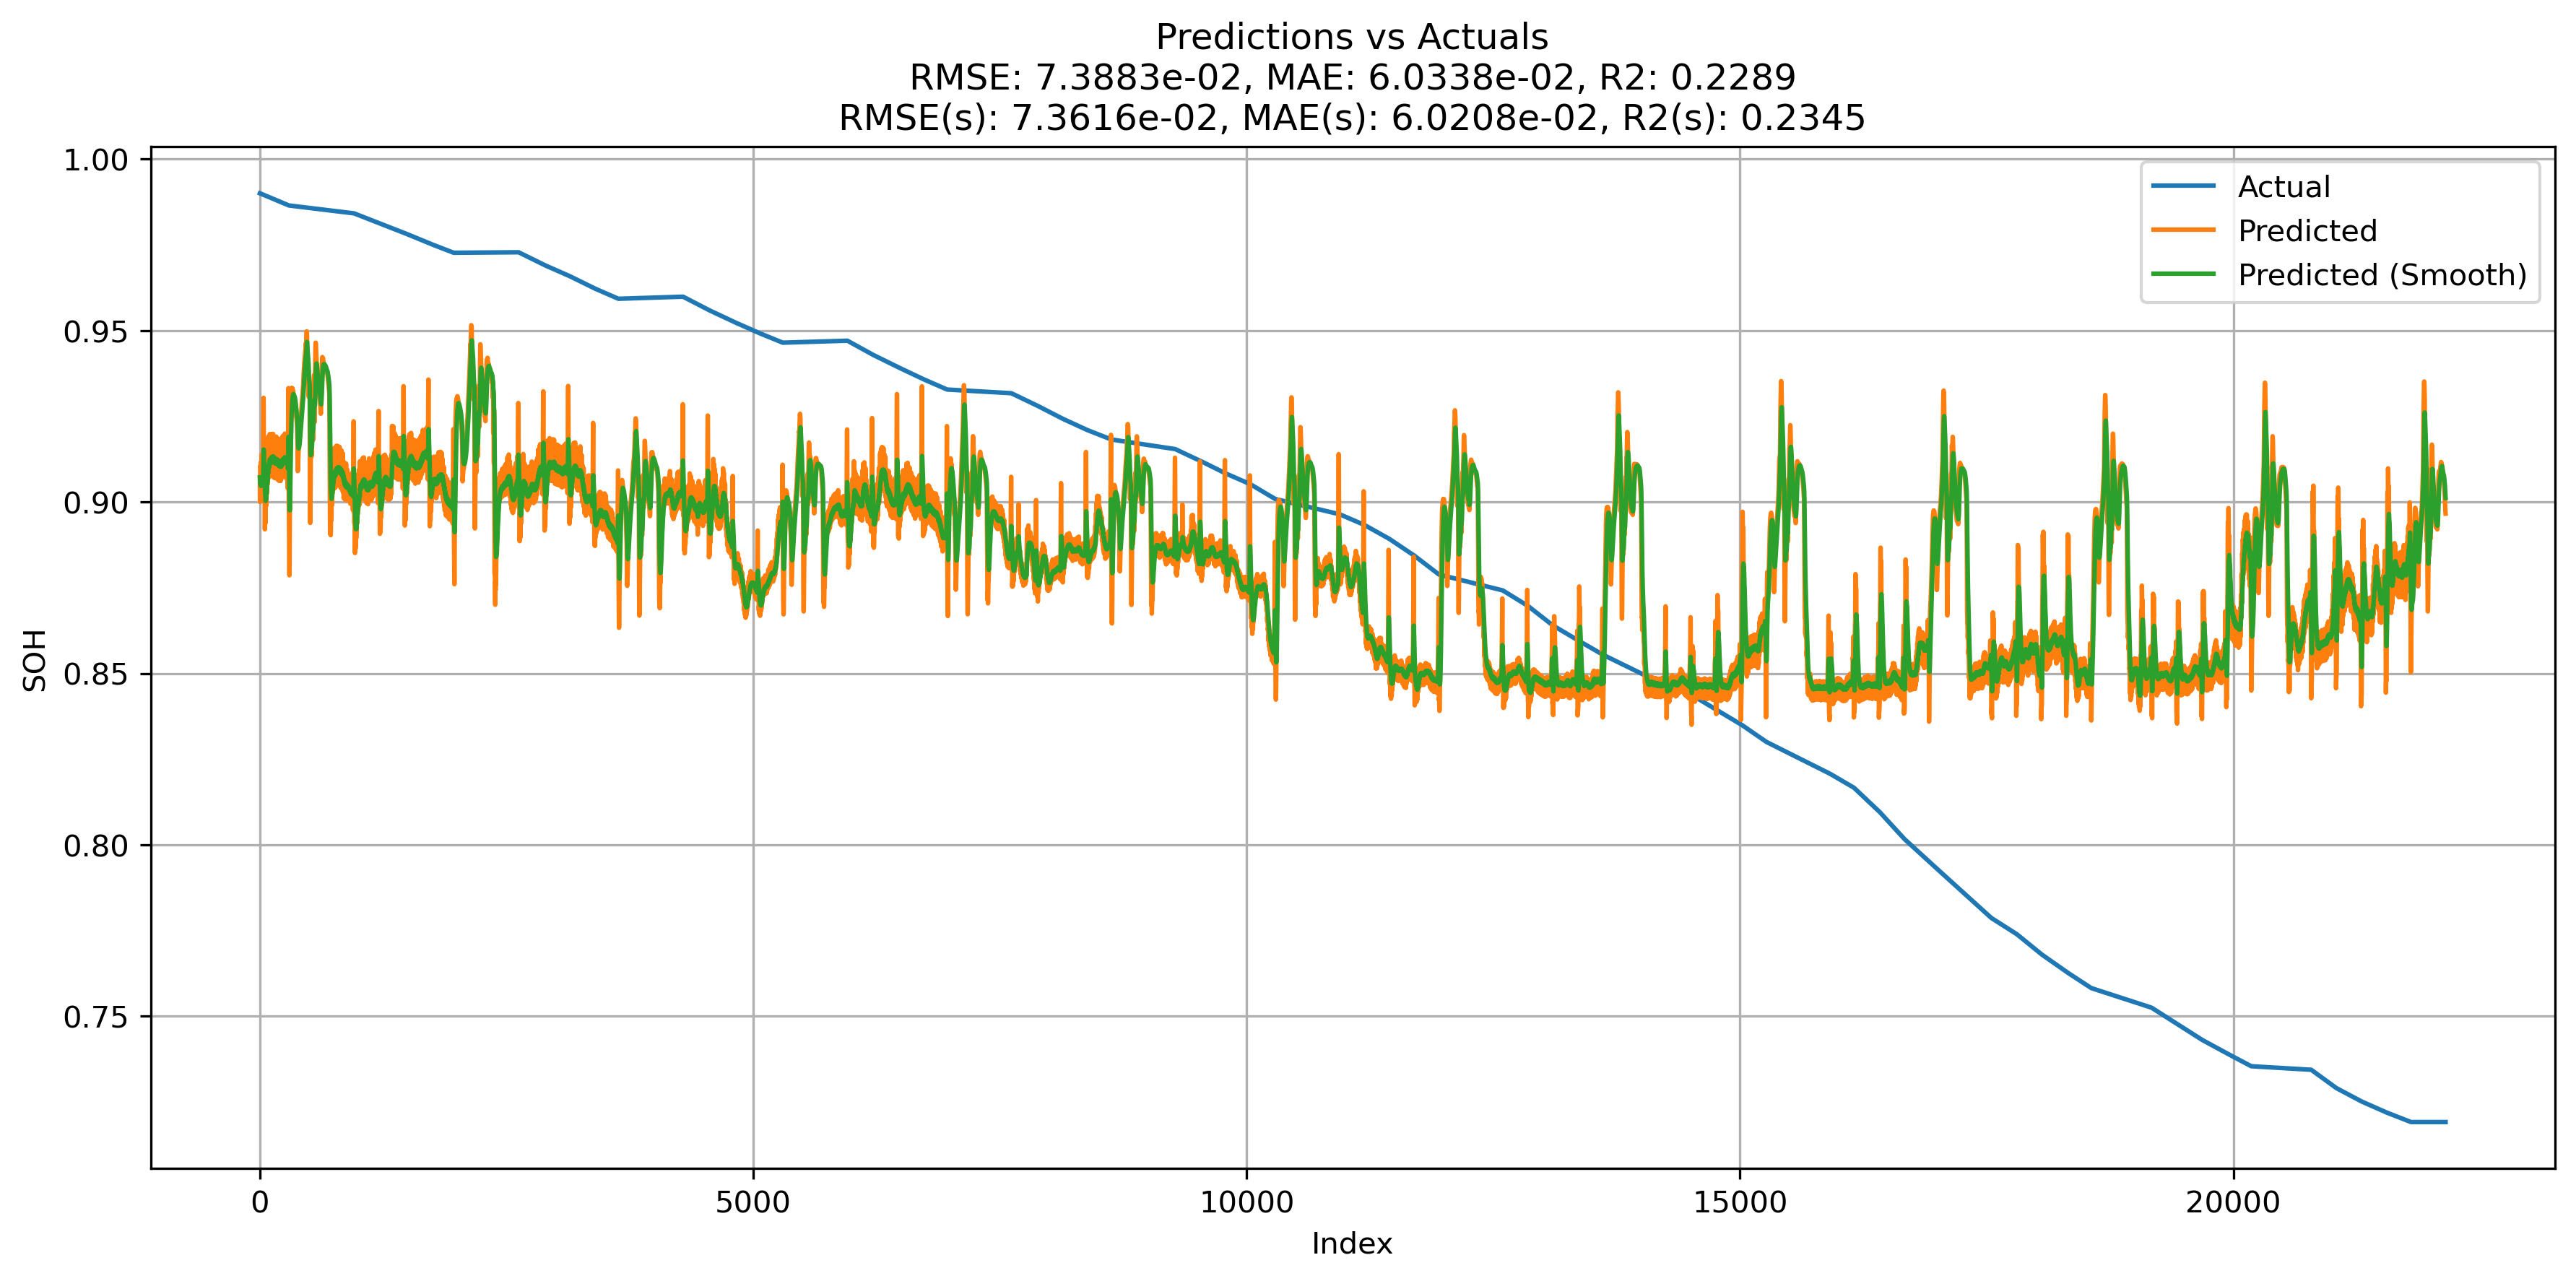 Predictions vs Actuals
RMSE: 7.3883e-02, MAE: 6.0338e-02, R2: 0.2289
RMSE(s): 7.3616e-02, MAE(s): 6.0208e-02, R2(s): 0.2345
Actual
Predicted
Predicted (Smooth)
SOH
1.00
0.95
0.90
0.85
0.80
0.75
0
5000
10000
15000
20000
Index